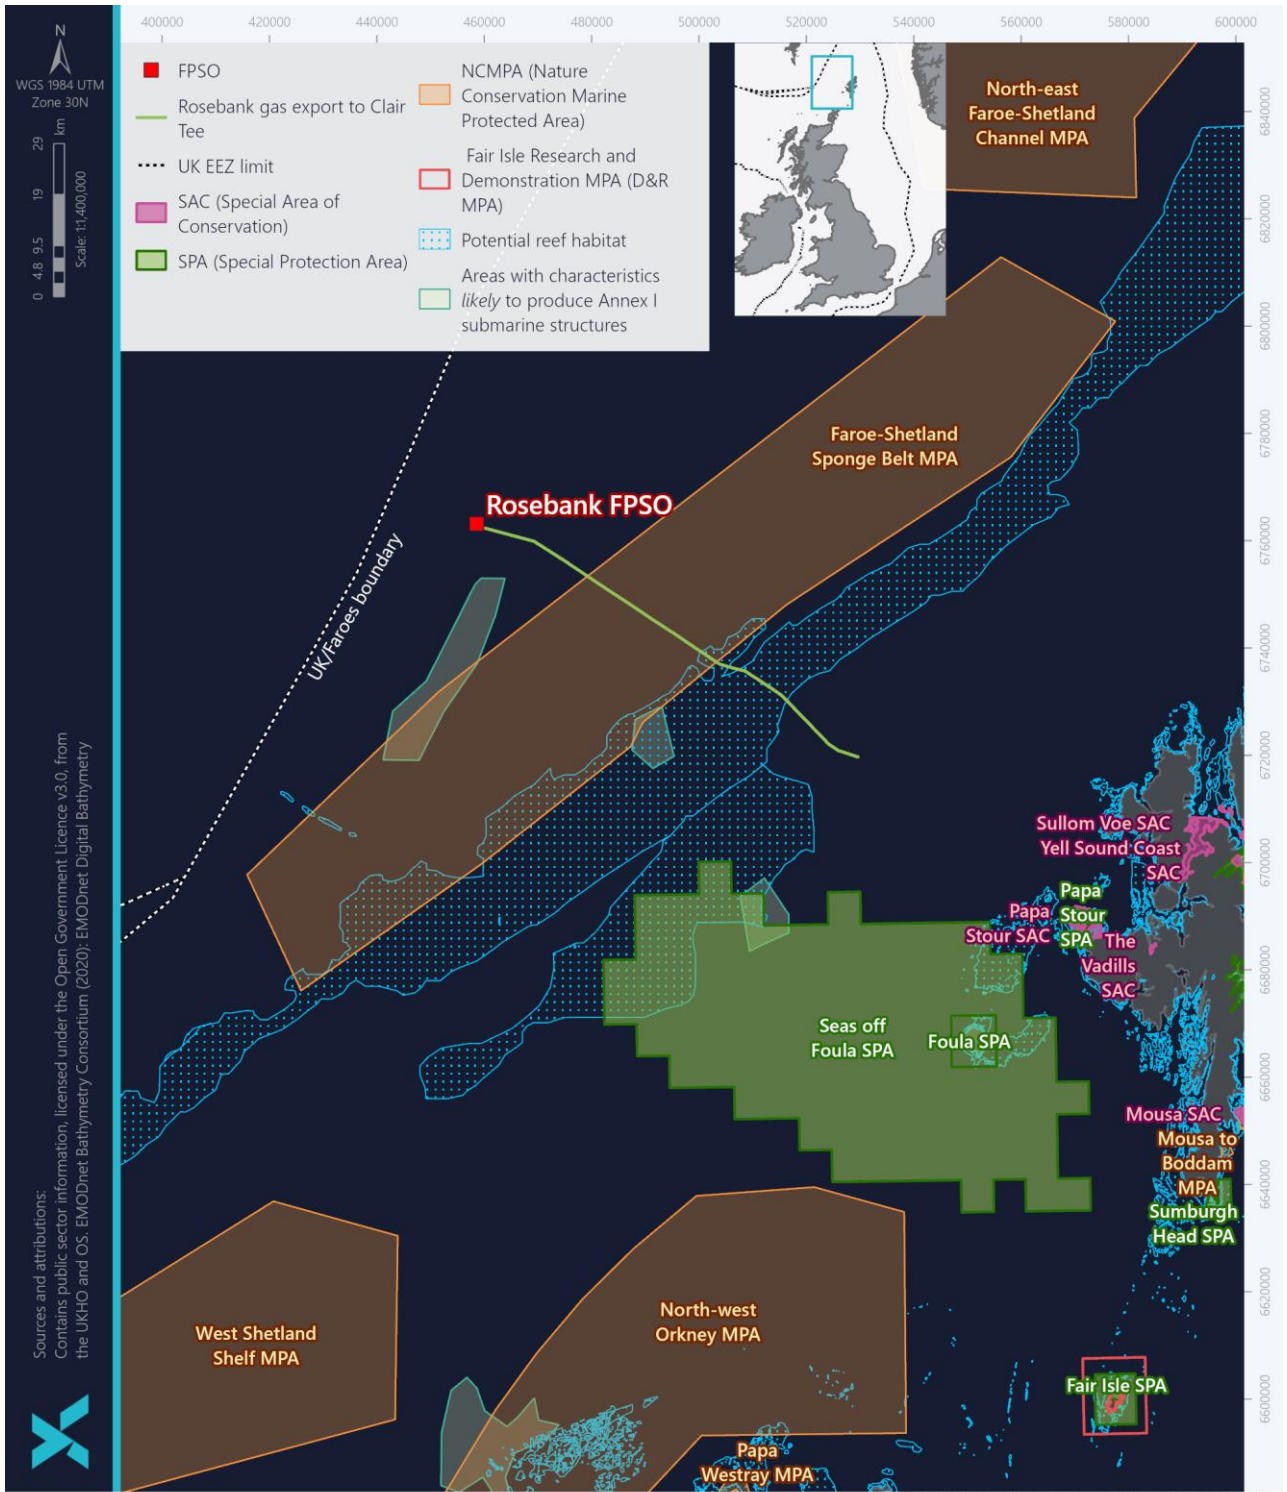 400000 420000 440000 460000 480000 500000 520000 540000 560000 580000 600000
N
WGS 1984 UTM
Zone 30N
0 4.8 9.5 19 29
km
Scale: 1:1,400,000
FPSO
Rosebank gas export to Clair
Tee
UK EEZ limit
SAC (Special Area of
Conservation)
SPA (Special Protection Area)
NCMPA (Nature
Conservation Marine
Protected Area)
Fair Isle Research and
Demonstration MPA (D&R
MPA)
Potential reef habitat
Areas with characteristics
likely to produce Annex I
submarine structures
North-east
Faroe-Shetland
Channel MPA
6840000
6820000
6800000
6780000
6760000
6740000
6720000
6700000
6680000
6660000
6640000
6620000
6600000
Faroe-Shetland
Sponge Belt MPA
Rosebank FPSO
UK/Faroes boundary
Sullom Voe SAC
Yell Sound Coast
SAC
Papa
Stour
SPA
Papa
Stour SAC
The
Vadills
SAC
Seas off
Foula SPA
Foula SPA
Mousa SAC
Mousa to
Boddam
MPA
Sumburgh
Head SPA
West Shetland
Shelf MPA
North-west
Orkney MPA
Fair Isle SPA
Papa
Westray MPA
Sources and attributions:
Contains public sector information, licensed under the Open Government Licence v3.0, from
the UKHO and OS. EMODnet Bathymetry Consortium (2020): EMODnet Digital Bathymetry